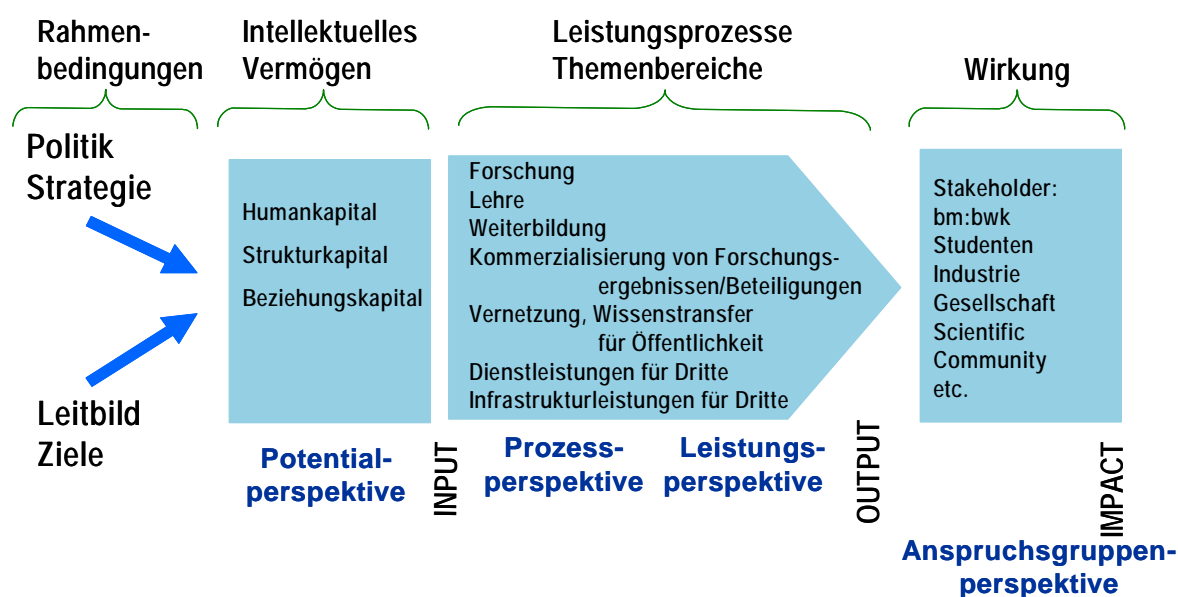 Rahmen-
bedingungen
Intellektuelles
Vermögen
Leistungsprozesse
Themenbereiche
Wirkung
Politik
Strategie
Leitbild
Ziele
Humankapital
Strukturkapital
Beziehungskapital
Potential-
perspektive
INPUT
Forschung
Lehre
Weiterbildung
Kommerzialisierung von Forschungs-
ergebnissen/Beteiligungen
Vernetzung, Wissenstransfer
für Öffentlichkeit
Dienstleistungen für Dritte
Infrastrukturleistungen für Dritte
Prozess-
perspektive
Leistungs-
perspektive
OUTPUT
Stakeholder:
bm:bwk
Studenten
Industrie
Gesellschaft
Scientific
Community
etc.
IMPACT
Anspruchsgruppen-
perspektive